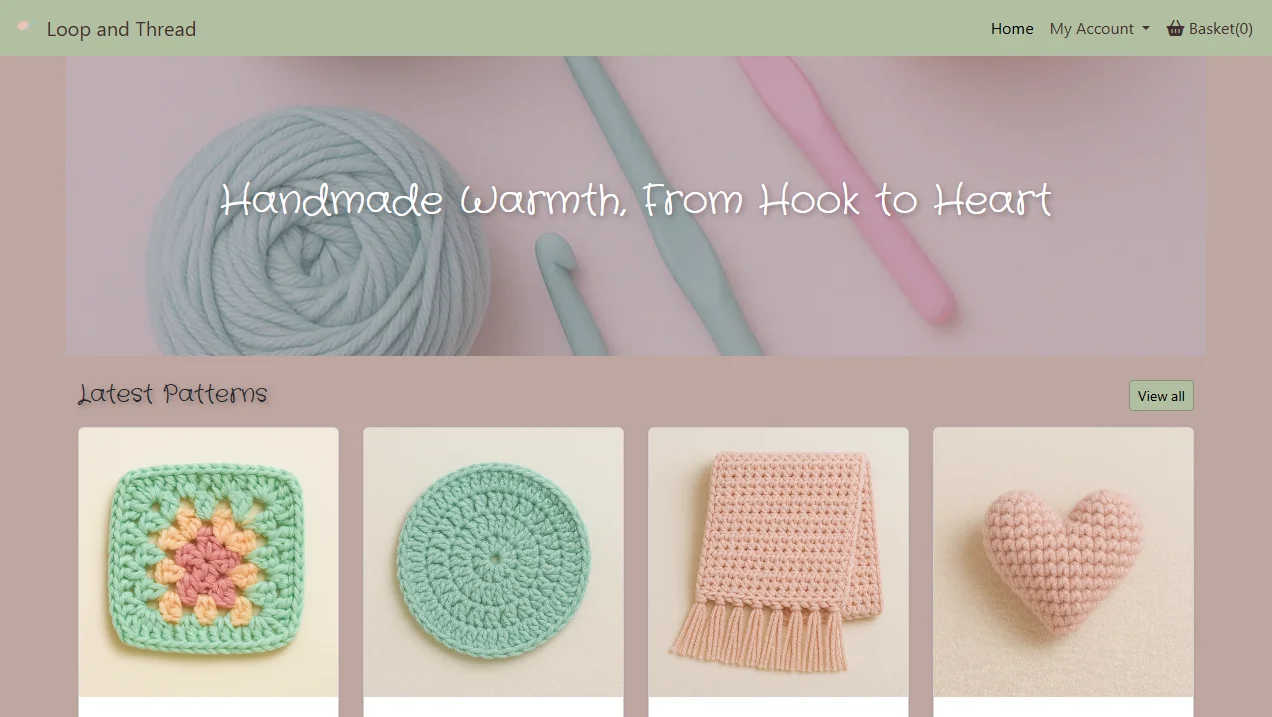 Loop and Thread
Home
My Account
Basket(0)
Handmade Warmth, From Hook to Heart
Latest Patterns
View all